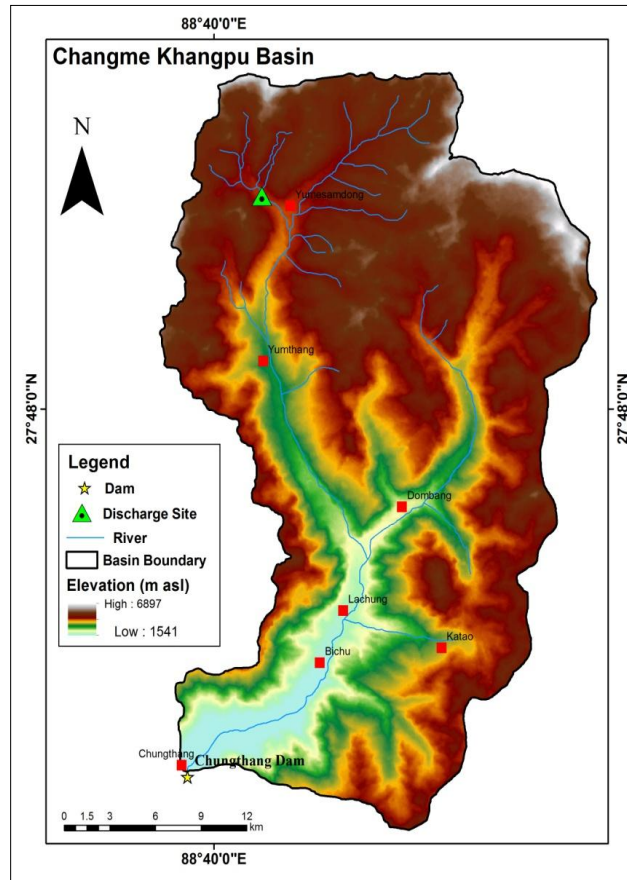 88°40'0"E
Changme Khangpu Basin
N
Yumesamdong
Yumthang
27°48'0"N
27°48'0"N
Legend
Dam
Discharge Site
River
Basin Boundary
Elevation (m asl)
High : 6897
Low : 1541
Dombang
Lachung
Katao
Bichu
Chungthang
Chungthang Dam
0 1.5 3 6 9 12
km
88°40'0"E